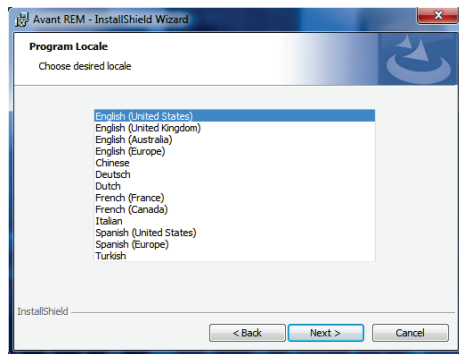 Avant REM - InstallShield Wizard
Program Locale
Choose desired locale
English (United States)
English (United Kingdom)
English (Australia)
English (Europe)
Chinese
Deutsch
Dutch
French (France)
French (Canada)
Italian
Spanish (United States)
Spanish (Europe)
Turkish
InstallShield
< Back Next > Cancel